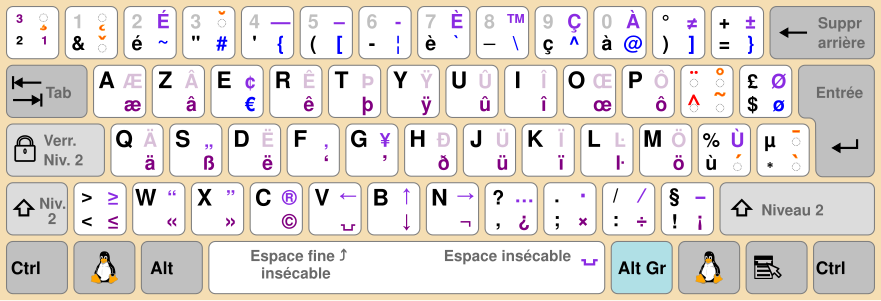 3 ² ¹
1 & 
2 É é ~
3 " #
4 — ' {
5 – ( [
6 - ¦
7 È è `
8 ™ _ \
9 Ç ç ^
0 À à @
° ≠ ) ]
+ ± = }
Suppr
arrière
Tab
A Æ æ
Z Â â
E ¢ €
R Ê ê
T Þ þ
Y Ÿ ÿ
U Û û
I Î î
O Œ œ
P Ô ô
¨ ˚ ^ ~
£ Ø $ ø
Entrée
Verr.
Niv. 2
Q Ä ä
S „ ß
D Ë ë
F ‚ ‘
G ¥ ’
H Ð ð
J Ü ü
K Ï ï
L Ŀ ŀ
M Ö ö
% Ù ù ´
µ ¯ * `
Niv.
2
> ≥ < ≤
W “ «
X ” »
C ® ©
V ←
B ↑ ↓
N → ¬
? … , ¿
. · ; ×
/ ⁄ : ÷
§ – ! ¡
Niveau 2
Ctrl
Alt
Espace fine ⤴
insécable
Espace insécable
Alt Gr
Ctrl